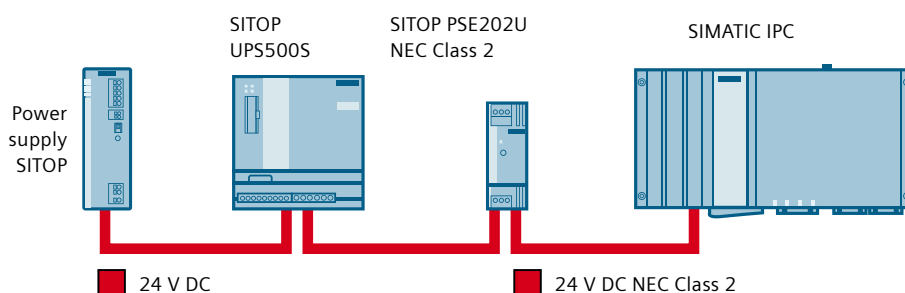 SITOP
UPS500S
SITOP PSE202U
NEC Class 2
SIMATIC IPC
Power
supply
SITOP
24 V DC
24 V DC NEC Class 2